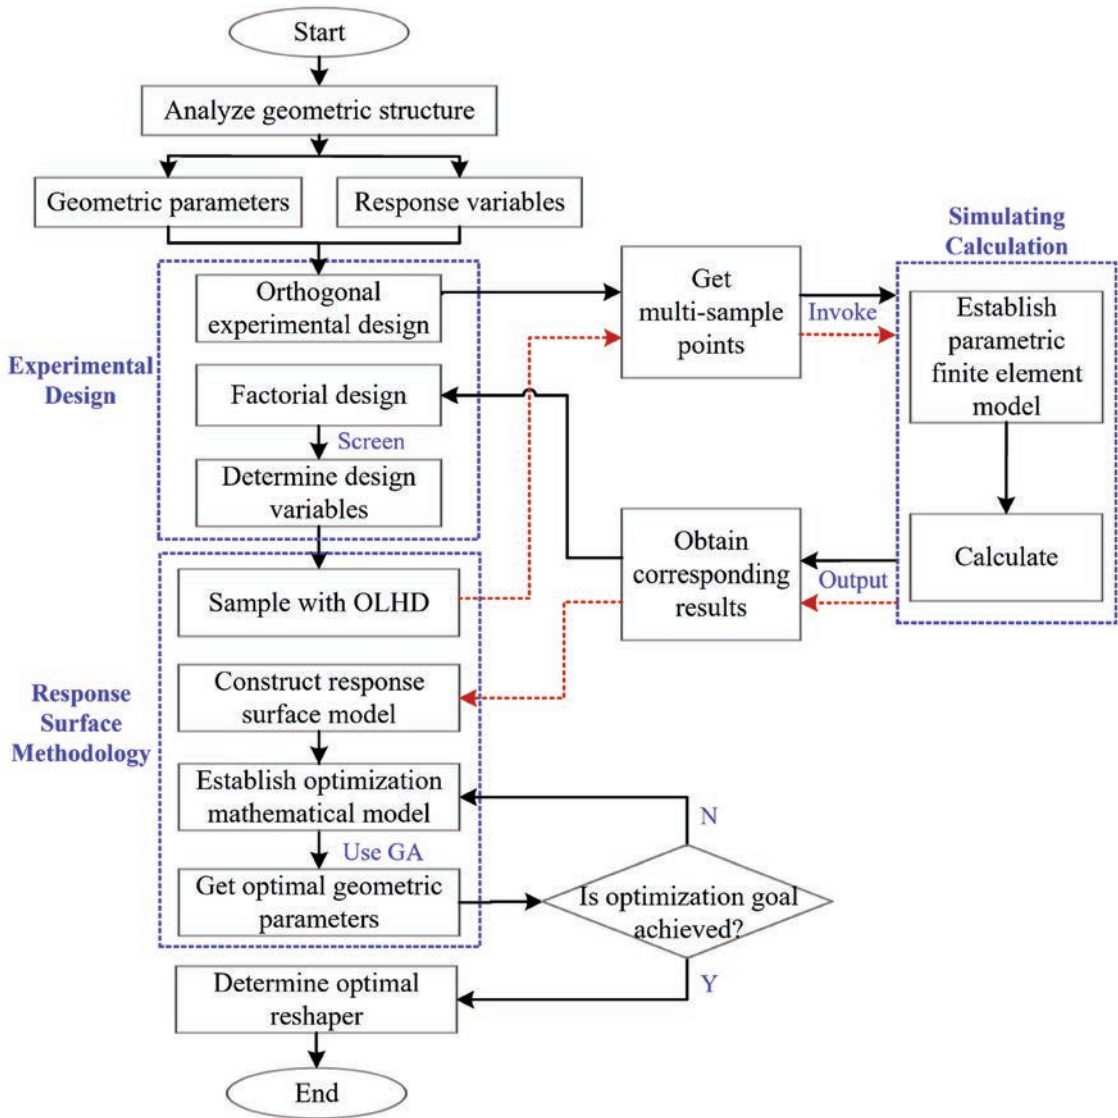 Start
Analyze geometric structure
Geometric parameters
Response variables
Experimental
Design
Orthogonal
experimental design
Factorial design
Screen
Determine design
variables
Get
multi-sample
points
Invoke
Simulating
Calculation
Establish
parametric
finite element
model
Calculate
Output
Obtain
corresponding
results
Response
Surface
Methodology
Sample with OLHD
Construct response
surface model
Establish optimization
mathematical model
Use GA
Get optimal geometric
parameters
Is optimization goal
achieved?
N
Y
Determine optimal
reshaper
End